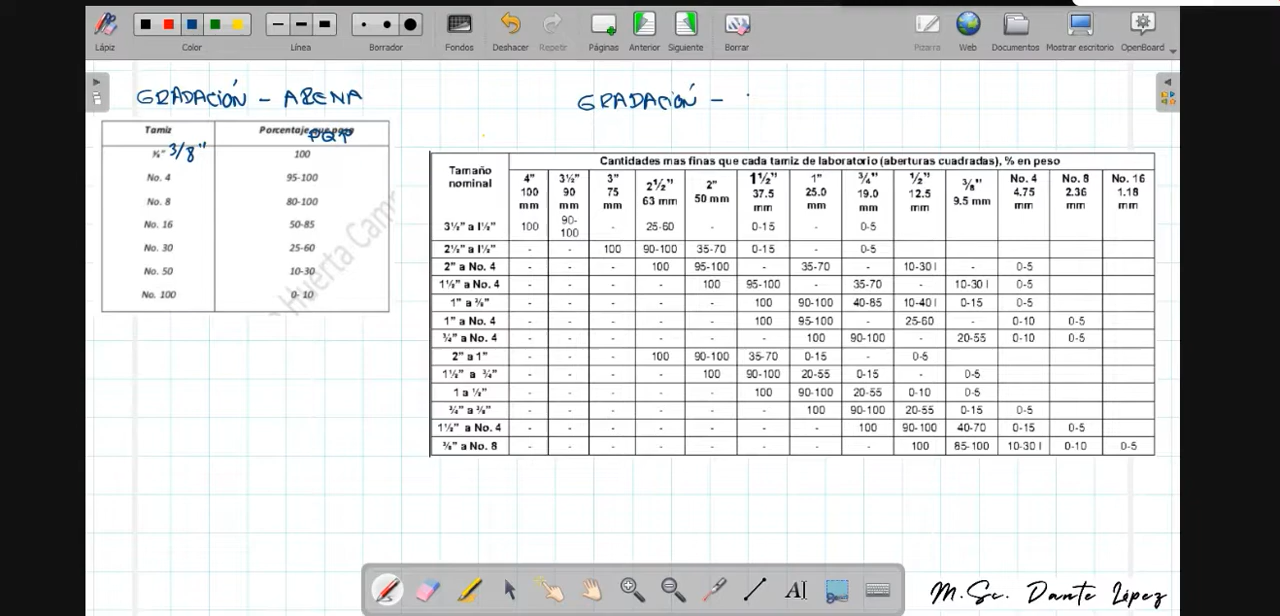 Lápiz Color Línea Borrador Fondos Deshacer Repetir Páginas Anterior Siguiente Borrar Pizarra Web Documentos Mostrar escritorio OpenBoard
GRADACIÓN - ARENA
GRADACIÓN -
Tamiz Porcentaje que pasa
PQP
⅜" 3/8" 100
No. 4 95-100
No. 8 80-100
No. 16 50-85
No. 30 25-60
No. 50 10-30
No. 100 0-10
Huerta Cam
Tamaño nominal Cantidades mas finas que cada tamiz de laboratorio (aberturas cuadradas), % en peso
4" 100 mm 3½" 90 mm 3" 75 mm 2½" 63 mm 2" 50 mm 1½" 37.5 mm 1" 25.0 mm ¾" 19.0 mm ½" 12.5 mm ⅜" 9.5 mm No. 4 4.75 mm No. 8 2.36 mm No. 16 1.18 mm
3½" a 1½" 100 90-100 - 25-60 0-15 0-5
2½" a 1½" - - 100 90-100 35-70 0-15 - 0-5
2" a No. 4 - - - 100 95-100 - 35-70 - 10-30 l - 0-5
1½" a No. 4 - - - - 100 95-100 - 35-70 - 10-30 l 0-5
1" a ⅜" - - - - - 100 90-100 40-85 10-40 l 0-15 0-5
1" a No. 4 - - - - - 100 95-100 - 25-60 - 0-10 0-5
¾" a No. 4 - - - - - - 100 90-100 - 20-55 0-10 0-5
2" a 1" - - - 100 90-100 35-70 0-15 - 0-5
1½" a ¾" - - - - 100 90-100 20-55 0-15 - 0-5
1 a ½" - - - - - 100 90-100 20-55 0-10 0-5
¾" a ⅜" - - - - - - 100 90-100 20-55 0-15 0-5
1½" a No. 4 - - - - - - - 100 90-100 40-70 0-15 0-5
⅜" a No. 8 - - - - - - - - 100 85-100 10-30 l 0-10 0-5
M.Sc. Dante López